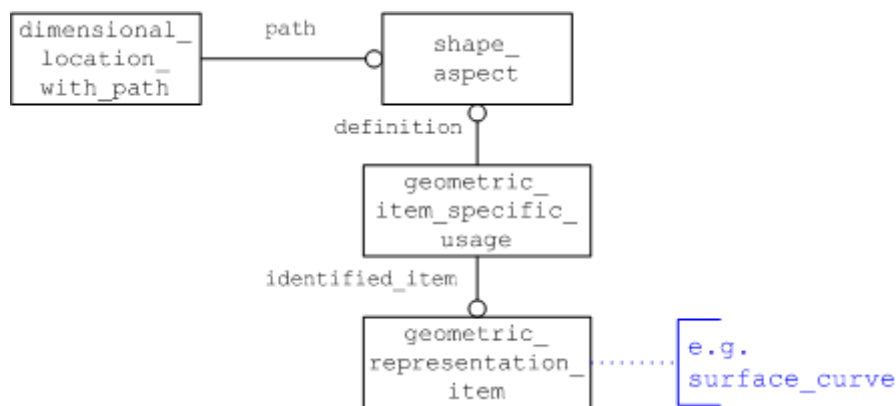 dimensional_
location_
with_path
path
shape_
aspect
definition
geometric_
item_specific_
usage
identified_item
geometric_
representation_
item
e.g.
surface_curve